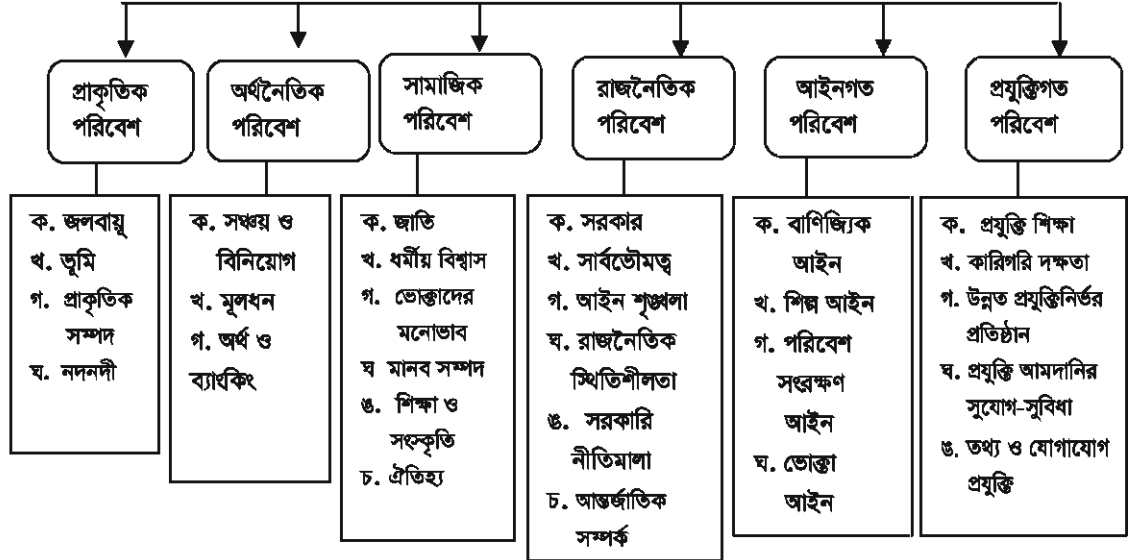 প্রাকৃতিক
পরিবেশ
অর্থনৈতিক
পরিবেশ
সামাজিক
পরিবেশ
রাজনৈতিক
পরিবেশ
আইনগত
পরিবেশ
প্রযুক্তিগত
পরিবেশ
ক. জলবায়ূ
খ. ভূমি
গ. প্রাকৃতিক
সম্পদ
ঘ. নদনদী
ক. সঞ্চয় ও
বিনিয়োগ
খ. মূলধন
গ. অর্থ ও
ব্যাংকিং
ক. জাতি
খ. ধর্মীয় বিশ্বাস
গ. ভোক্তাদের
মনোভাব
ঘ মানব সম্পদ
ঙ. শিক্ষা ও
সংস্কৃতি
চ. ঐতিহ্য
ক. সরকার
খ. সার্বভৌমত্ব
গ. আইন শৃঙ্খলা
ঘ. রাজনৈতিক
স্থিতিশীলতা
ঙ. সরকারি
নীতিমালা
চ. আন্তর্জাতিক
সম্পর্ক
ক. বাণিজ্যিক
আইন
খ. শিল্প আইন
গ. পরিবেশ
সংরক্ষণ
আইন
ঘ. ভোক্তা
আইন
ক. প্রযুক্তি শিক্ষা
খ. কারিগরি দক্ষতা
গ. উন্নত প্রযুক্তিনির্ভর
প্রতিষ্ঠান
ঘ. প্রযুক্তি আমদানির
সুযোগ-সুবিধা
ঙ. তথ্য ও যোগাযোগ
প্রযুক্তি